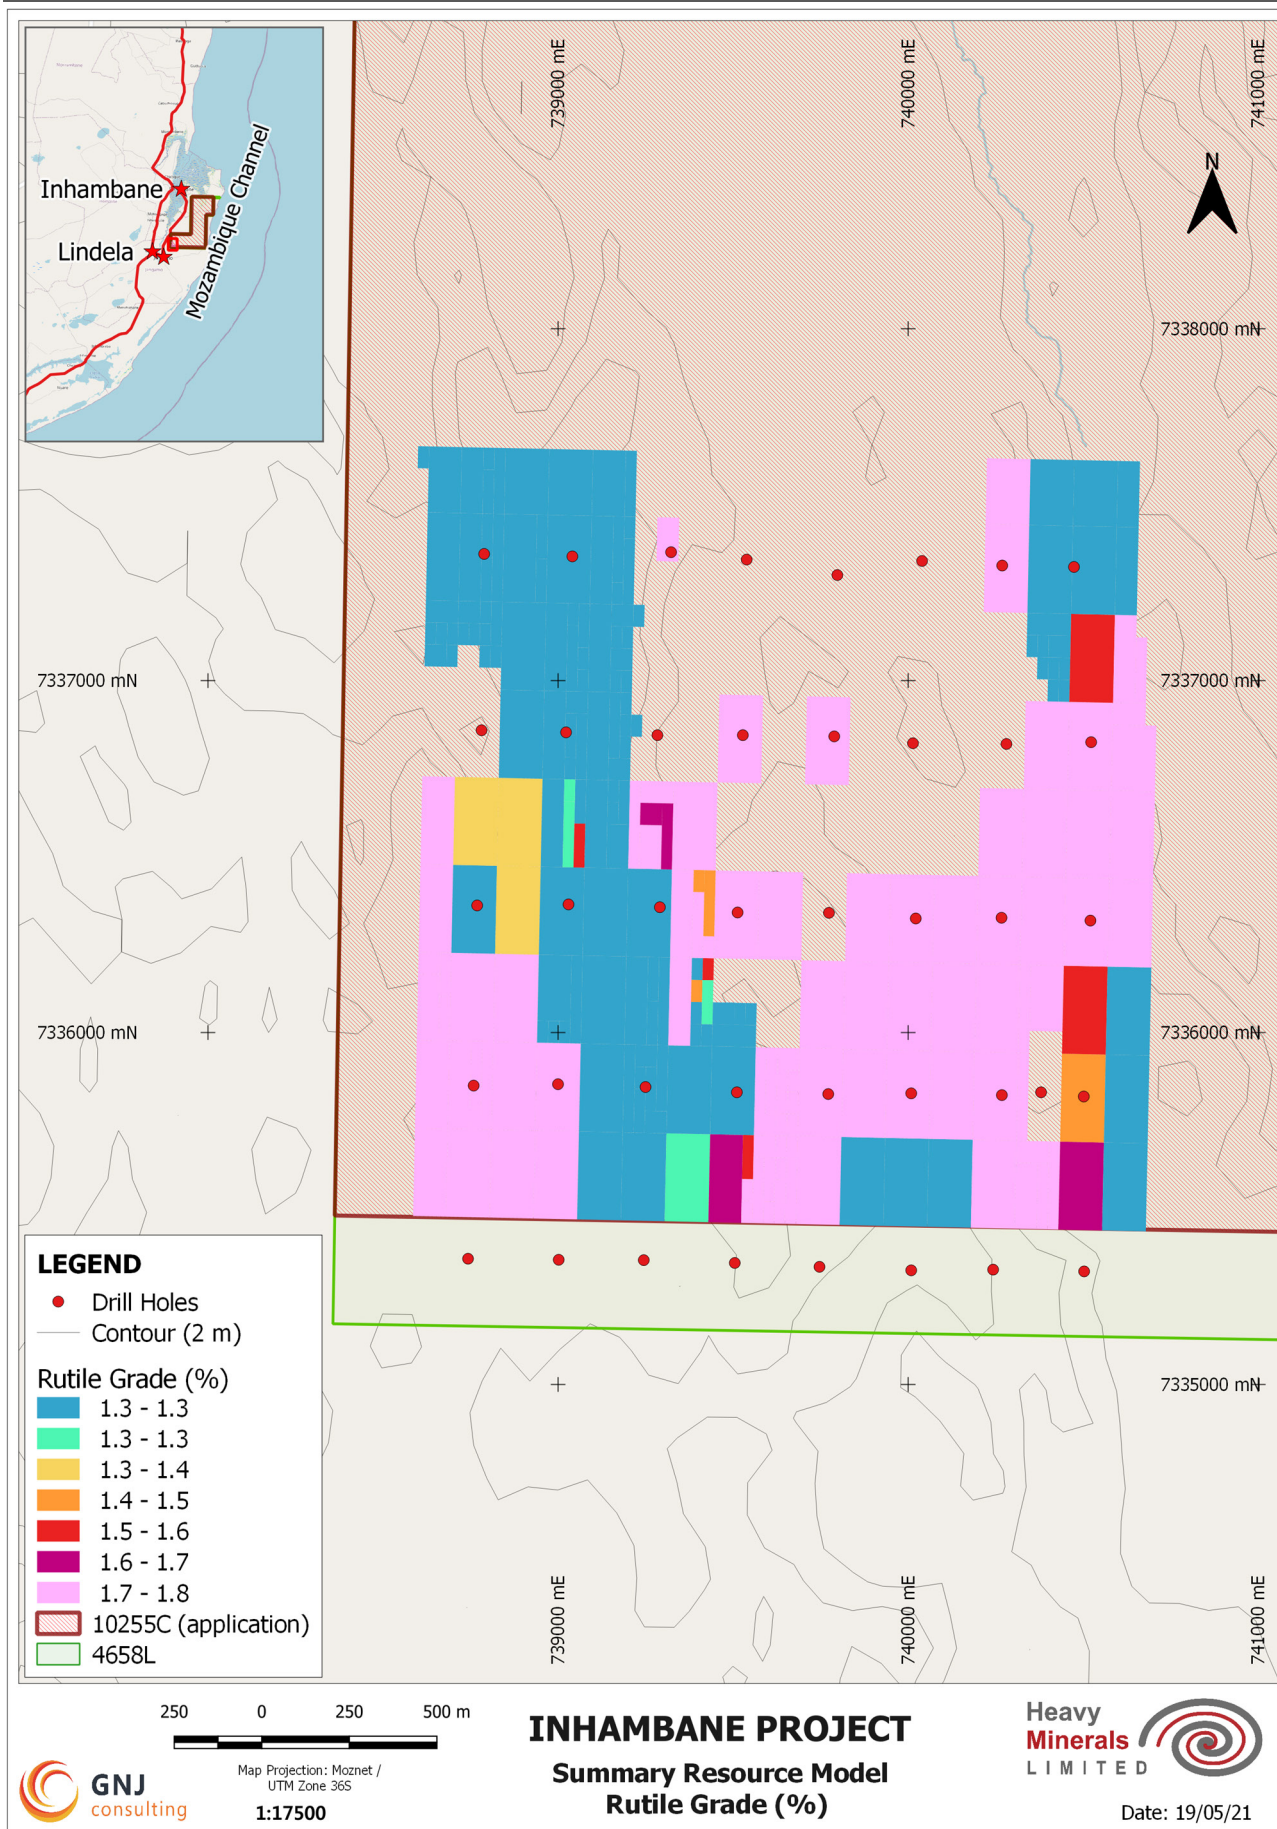 739000 mE
740000 mE
741000 mE
Inhambane
Lindela
Mozambique Channel
N
7338000 mN
7337000 mN
7337000 mN
7336000 mN
7336000 mN
7335000 mN
LEGEND
Drill Holes
Contour (2 m)
Rutile Grade (%)
1.3 - 1.3
1.3 - 1.3
1.3 - 1.4
1.4 - 1.5
1.5 - 1.6
1.6 - 1.7
1.7 - 1.8
10255C (application)
4658L
739000 mE
740000 mE
741000 mE
250 0 250 500 m
Map Projection: Moznet /
UTM Zone 36S
1:17500
GNJ
consulting
INHAMBANE PROJECT
Summary Resource Model
Rutile Grade (%)
Heavy
Minerals
LIMITED
Date: 19/05/21